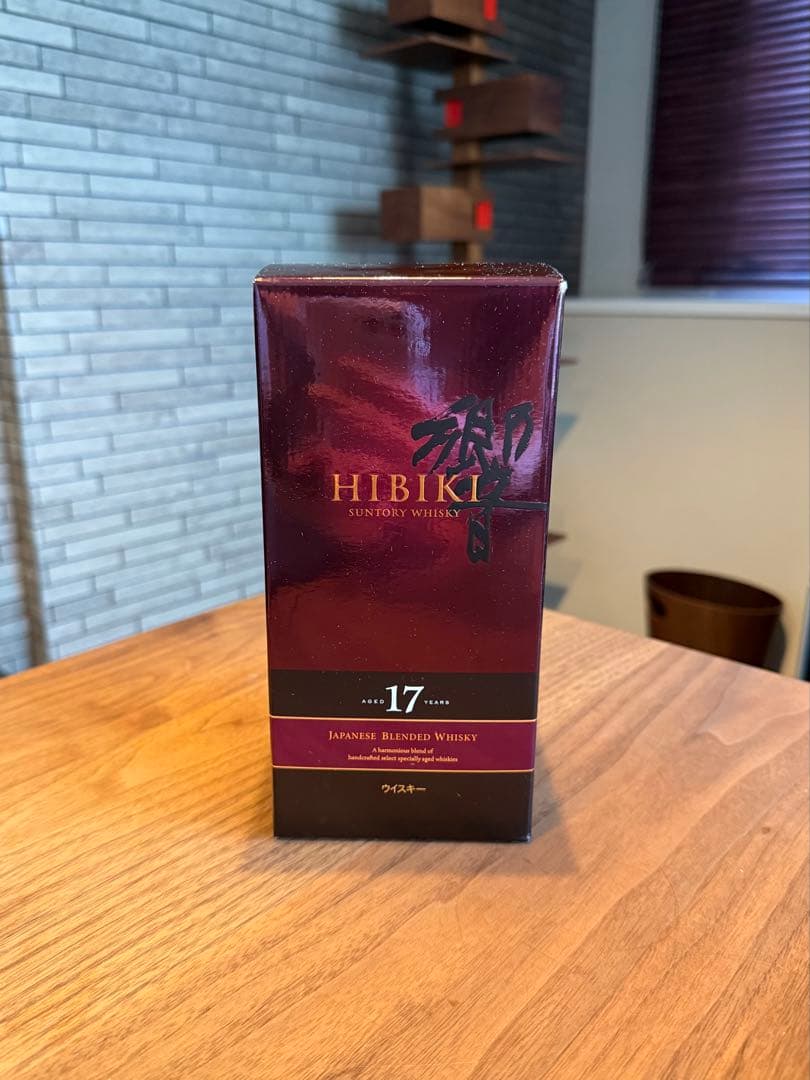 響
HIBIKI
SUNTORY WHISKY
AGED 17 YEARS
JAPANESE BLENDED WHISKY
A harmonious blend of
handcrafted select specially aged whiskies
ウイスキー